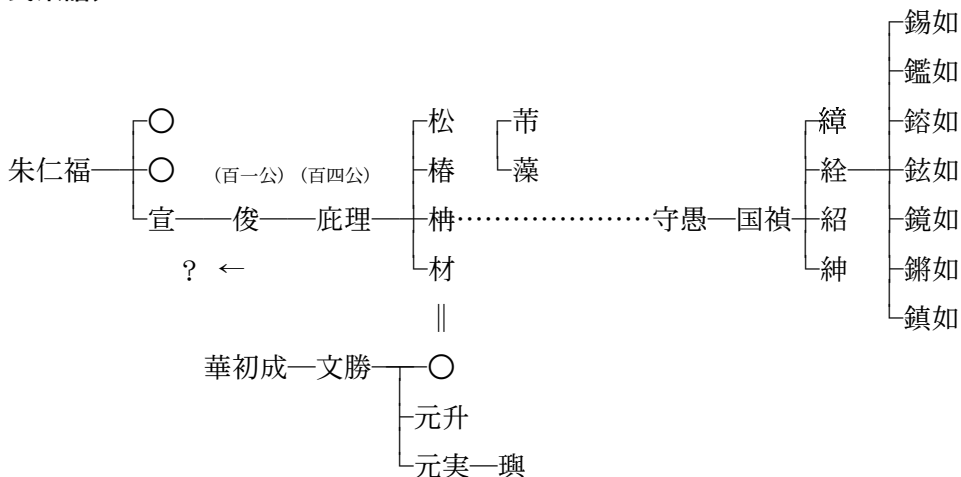 錫如
鑑如
○ 松 芾 鎔如 緯
朱仁福 ○ (百一公) (百四公) 椿 藻 絟 鉉如
宣 俊 庇理 柟…………………守愚 国禎 紹 鏡如
? ← 材 紳 鏘如
‖ 鎮如
華初成 文勝 ○
元升
元実 璵